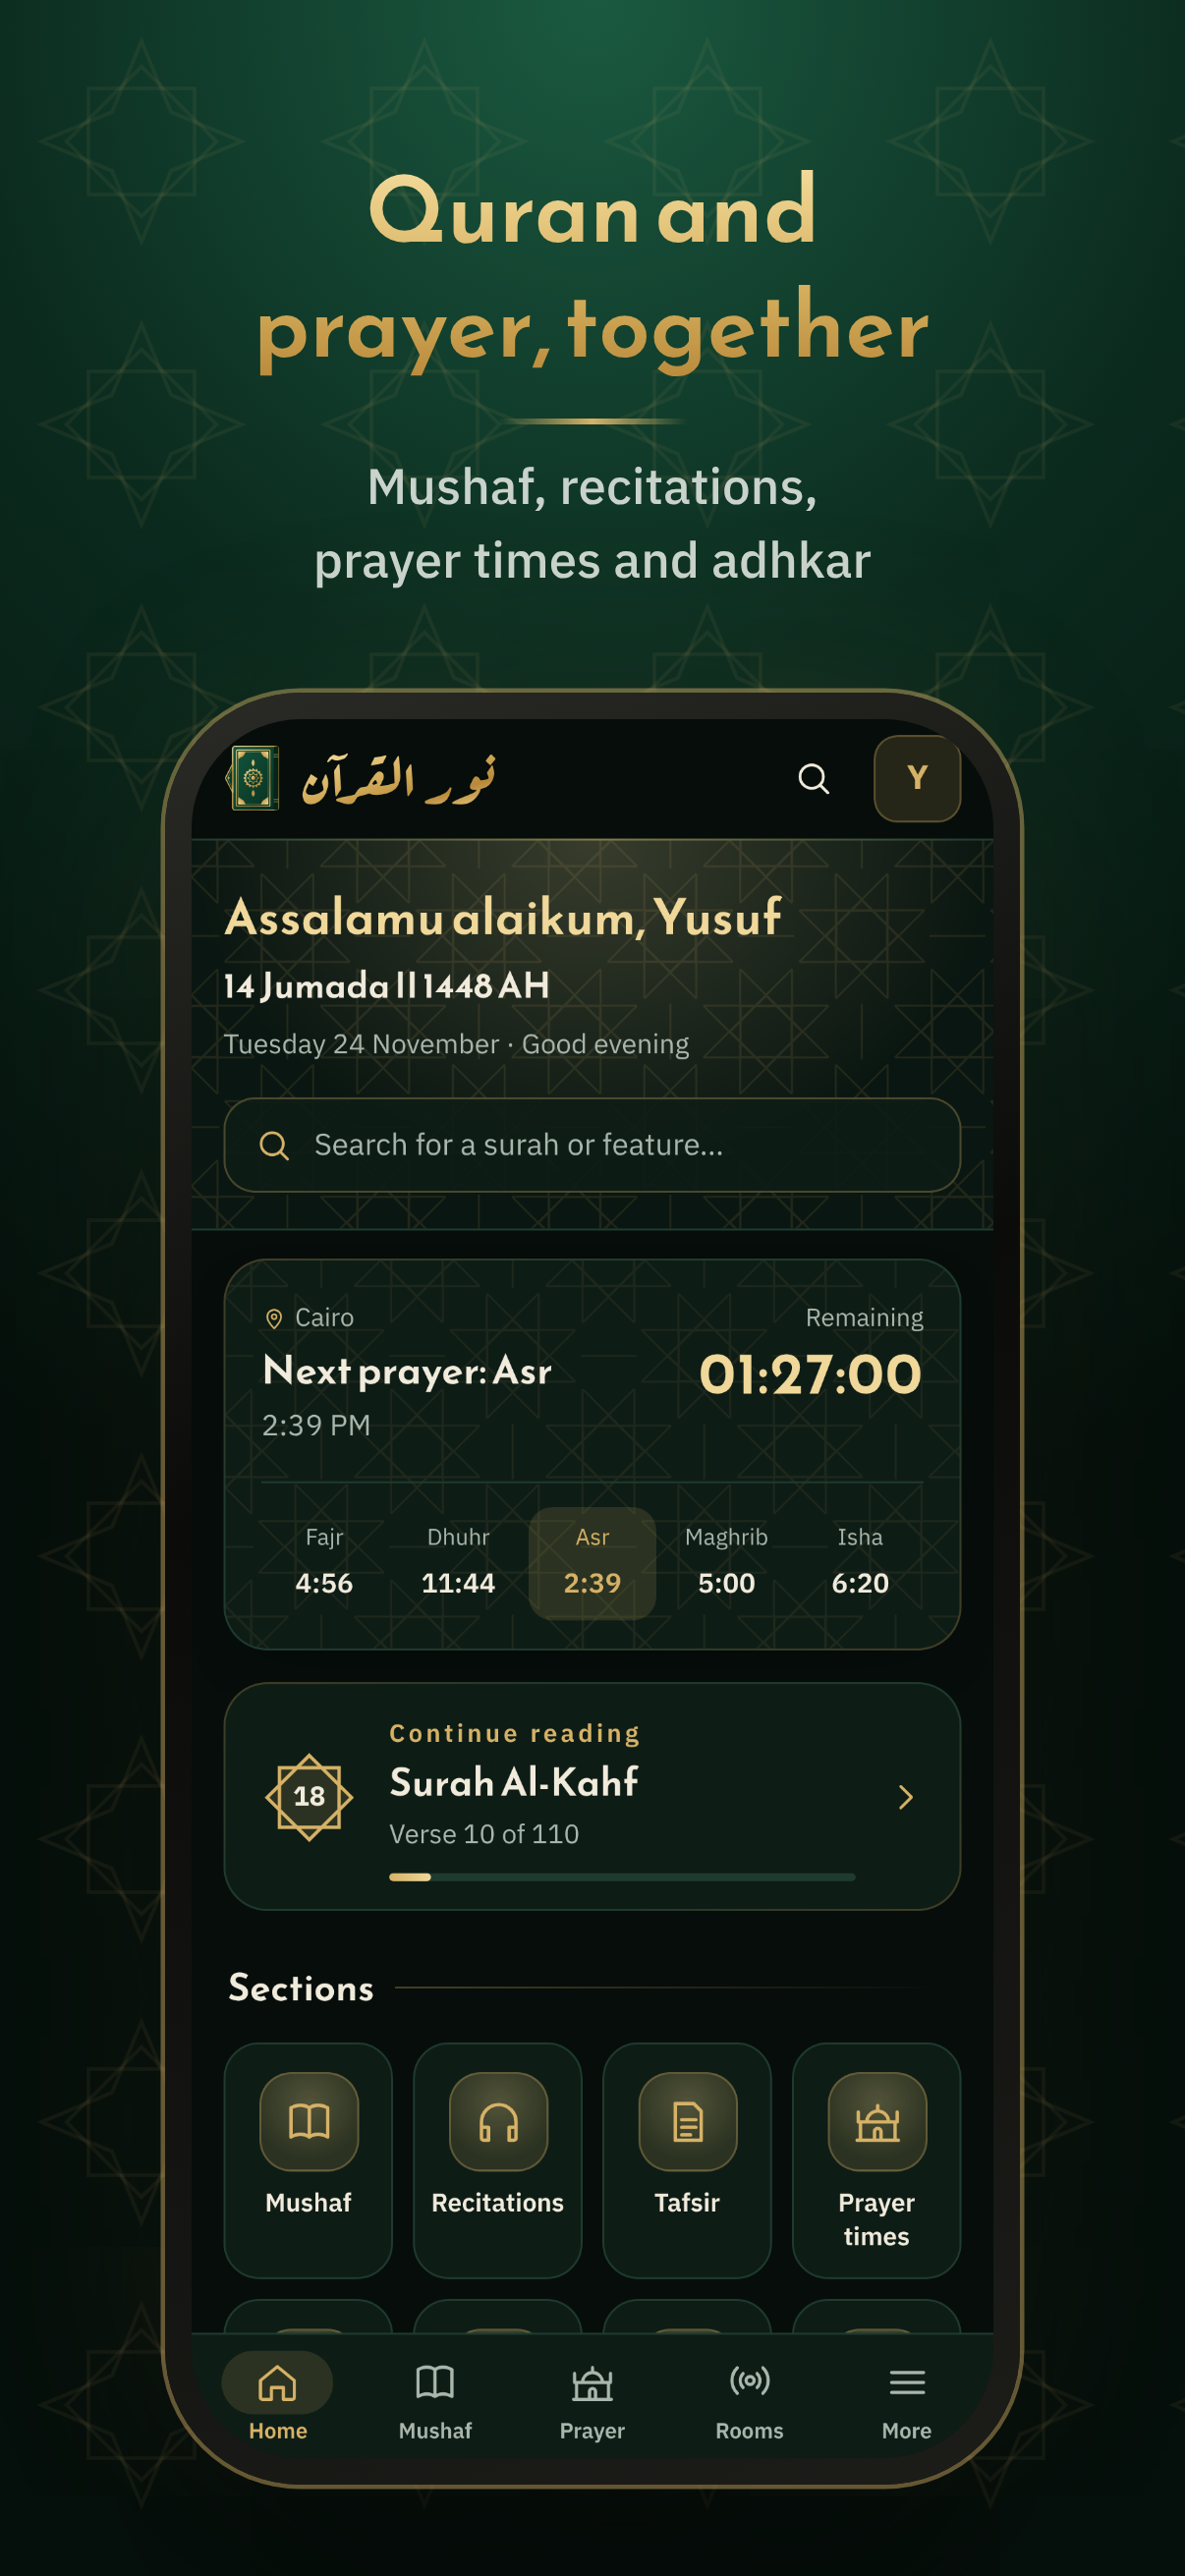 Quran and
prayer, together
Mushaf, recitations,
prayer times and adhkar
نور القرآن
Y
Assalamu alaikum, Yusuf
14 Jumada II 1448 AH
Tuesday 24 November · Good evening
Search for a surah or feature...
Cairo
Remaining
Next prayer: Asr
01:27:00
2:39 PM
Fajr Dhuhr Asr Maghrib Isha
4:56 11:44 2:39 5:00 6:20
Continue reading
18
Surah Al-Kahf
Verse 10 of 110
Sections
Mushaf Recitations Tafsir Prayer
times
Home Mushaf Prayer Rooms More